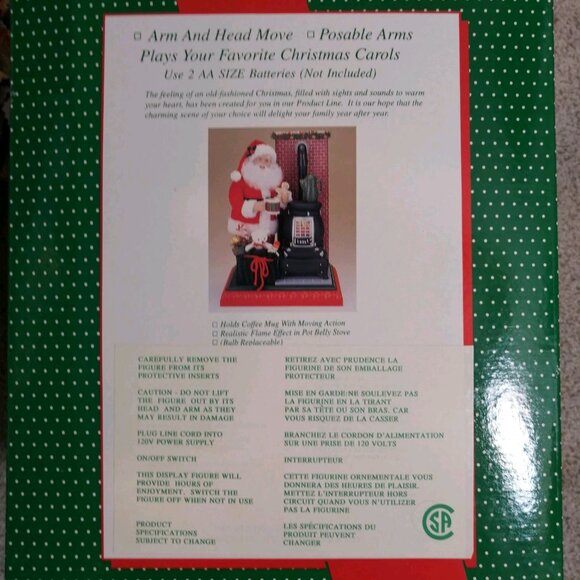 □ Arm And Head Move □ Posable Arms
Plays Your Favorite Christmas Carols
Use 2 AA SIZE Batteries (Not Included)
The feeling of an old-fashioned Christmas, filled with sights and sounds to warm
your heart, has been created for you in our Product Line. It is our hope that the
charming scene of your choice will delight your family year after year.
□ Holds Coffee Mug With Moving Action
□ Realistic Flame Effect in Pot Belly Stove
□ (Bulb Replaceable)
CAREFULLY REMOVE THE
FIGURE FROM ITS
PROTECTIVE INSERTS
CAUTION - DO NOT LIFT
THE FIGURE OUT BY ITS
HEAD AND ARM AS THEY
MAY RESULT IN DAMAGE
PLUG LINE CORD INTO
120V POWER SUPPLY
ON/OFF SWITCH
THIS DISPLAY FIGURE WILL
PROVIDE HOURS OF
ENJOYMENT. SWITCH THE
FIGURE OFF WHEN NOT IN USE
PRODUCT
SPECIFICATIONS
SUBJECT TO CHANGE
RETIREZ AVEC PRUDENCE LA
FIGURINE DE SON EMBALLAGE
PROTECTEUR
MISE EN GARDE:NE SOULEVEZ PAS
LA FIGURINE EN LA TIRANT
PAR SA TÊTE OU SON BRAS. CAR
VOUS RISQUEZ DE LA CASSER
BRANCHEZ LE CORDON D'ALIMENTATION
SUR UNE PRISE DE 120 VOLTS
INTERRUPTEUR
CETTE FIGURINE ORNEMENTALE VOUS
DONNERA DES HEURES DE PLAISIR.
METTEZ L'INTERRUPTEUR HORS
CIRCUIT QUAND VOUS N'UTILIZER
PAS LA FIGURINE
LES SPÉCIFICATIONS DU
PRODUIT PEUVENT
CHANGER
CSA